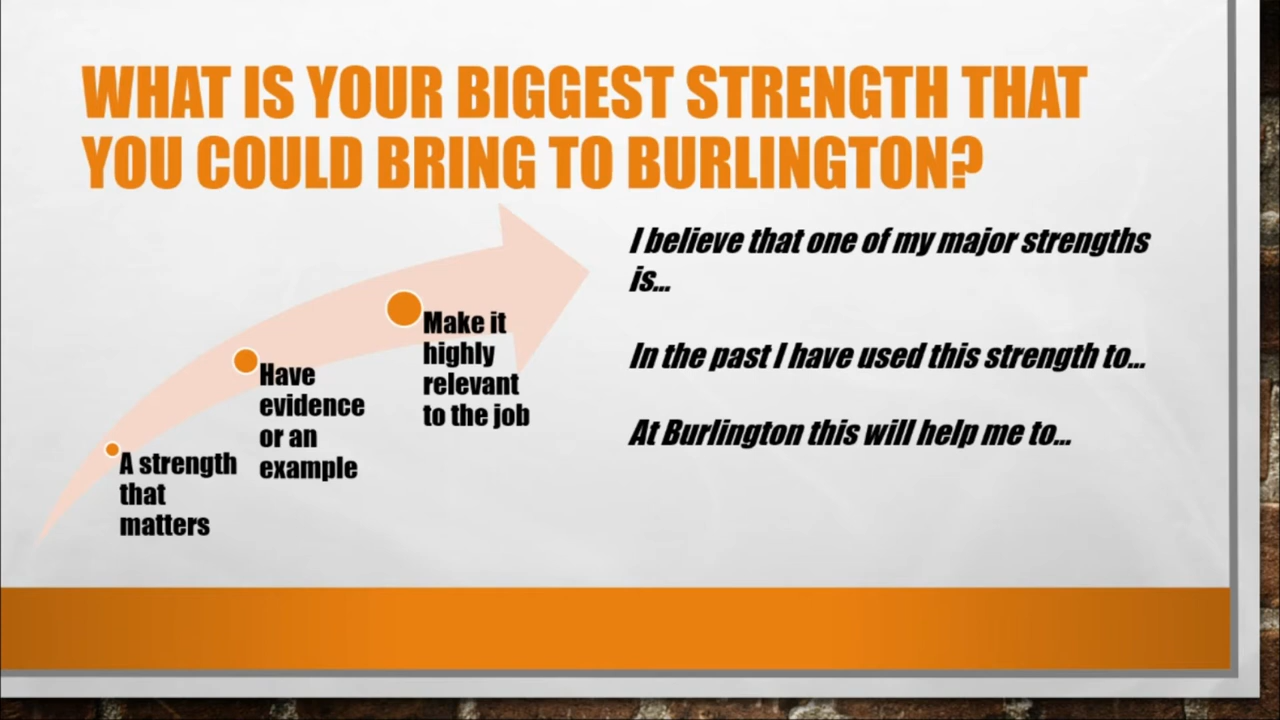 WHAT IS YOUR BIGGEST STRENGTH THAT
YOU COULD BRING TO BURLINGTON?
A strength
that
matters
Have
evidence
or an
example
Make it
highly
relevant
to the job
I believe that one of my major strengths
is...
In the past I have used this strength to...
At Burlington this will help me to...